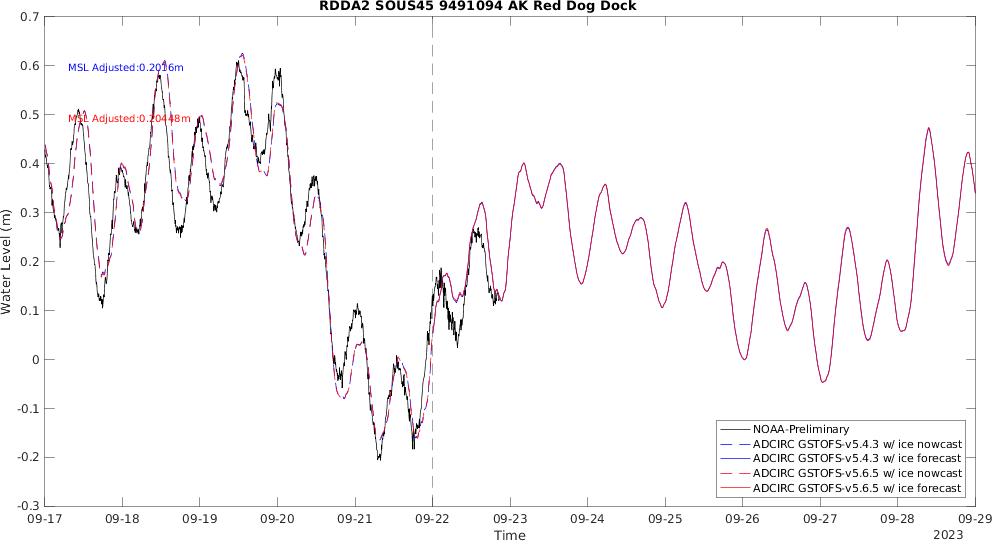 RDDA2 SOUS45 9491094 AK Red Dog Dock
Water Level (m)
0.7
0.6
0.5
0.4
0.3
0.2
0.1
0
-0.1
-0.2
-0.3
MSL Adjusted:0.2016m
MSL Adjusted:0.20448m
NOAA-Preliminary
ADCIRC GSTOFS-v5.4.3 w/ ice nowcast
ADCIRC GSTOFS-v5.4.3 w/ ice forecast
ADCIRC GSTOFS-v5.6.5 w/ ice nowcast
ADCIRC GSTOFS-v5.6.5 w/ ice forecast
09-17 09-18 09-19 09-20 09-21 09-22 09-23 09-24 09-25 09-26 09-27 09-28 09-29
Time
2023